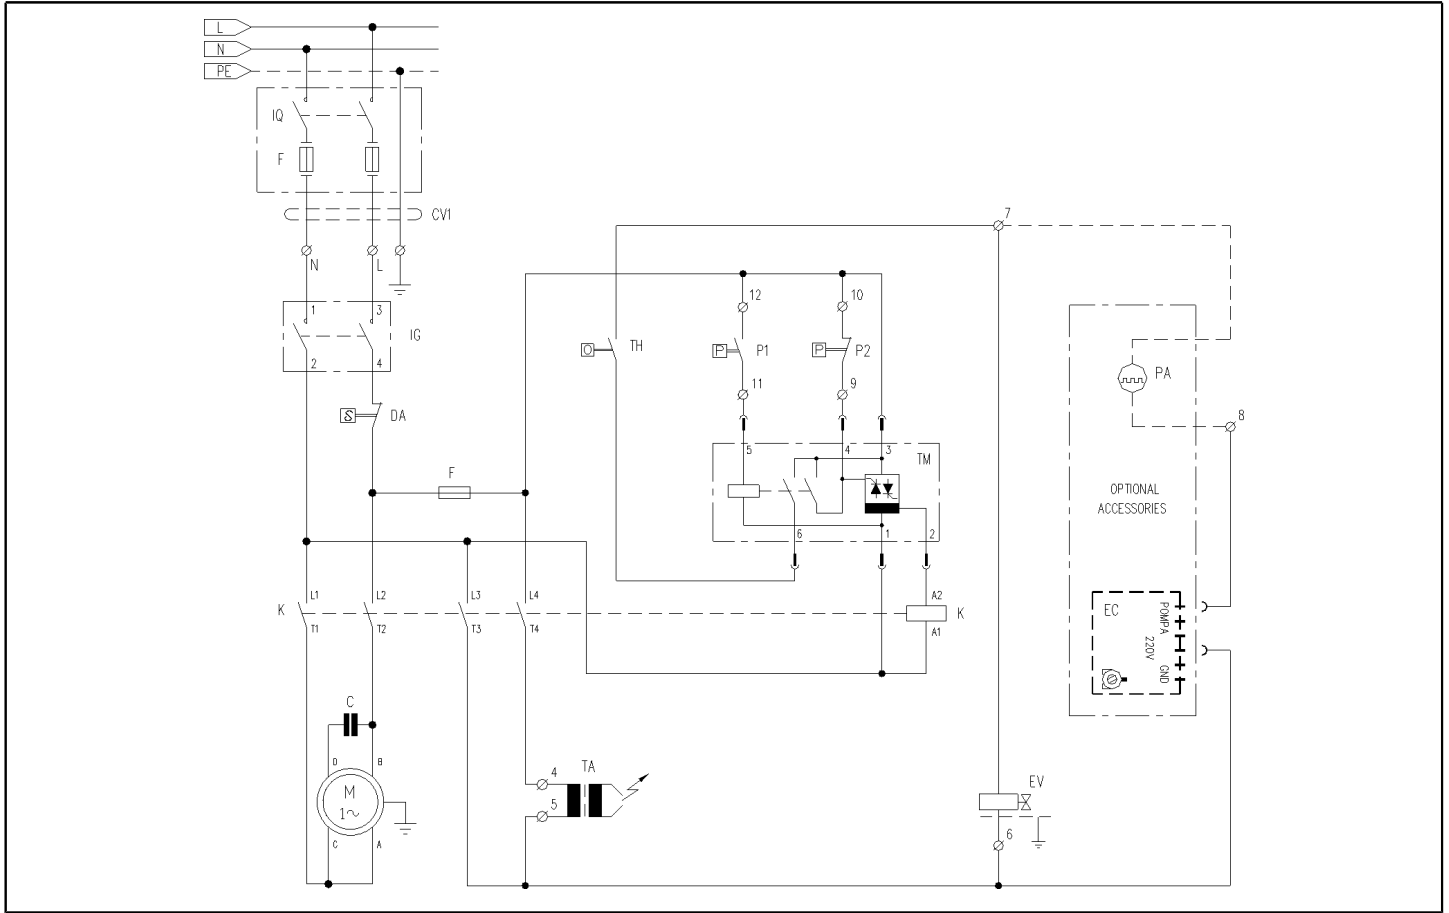 L
N
PE
IQ
F
CV1
N
L
7
1
3
IG
2
4
12
10
O
TH
P
P1
P
P2
11
9
PA
S
DA
8
5
4
3
TM
F
OPTIONAL
ACCESSORIES
6
1
2
L1
L2
L3
L4
A2
K
K
T1
T2
T3
T4
A1
EC
POMPA
220V
GND
C
D
B
TA
4
M
1~
5
EV
6
C
A